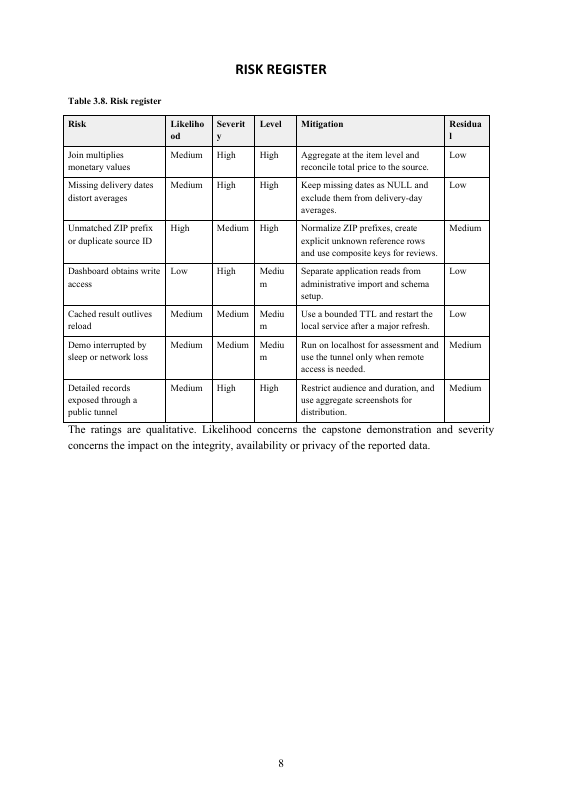 RISK REGISTER
Table 3.8. Risk register
Risk
Likeliho
od
Severit
y
Level
Mitigation
Residua
l
Join multiplies
monetary values
Medium
High
High
Aggregate at the item level and
reconcile total price to the source.
Low
Missing delivery dates
distort averages
Medium
High
High
Keep missing dates as NULL and
exclude them from delivery-day
averages.
Low
Unmatched ZIP prefix
or duplicate source ID
High
Medium
High
Normalize ZIP prefixes, create
explicit unknown reference rows
and use composite keys for reviews.
Medium
Dashboard obtains write
access
Low
High
Mediu
m
Separate application reads from
administrative import and schema
setup.
Low
Cached result outlives
reload
Medium
Medium
Mediu
m
Use a bounded TTL and restart the
local service after a major refresh.
Low
Demo interrupted by
sleep or network loss
Medium
Medium
Mediu
m
Run on localhost for assessment and
use the tunnel only when remote
access is needed.
Medium
Detailed records
exposed through a
public tunnel
Medium
High
High
Restrict audience and duration, and
use aggregate screenshots for
distribution.
Medium
The ratings are qualitative. Likelihood concerns the capstone demonstration and severity
concerns the impact on the integrity, availability or privacy of the reported data.
8